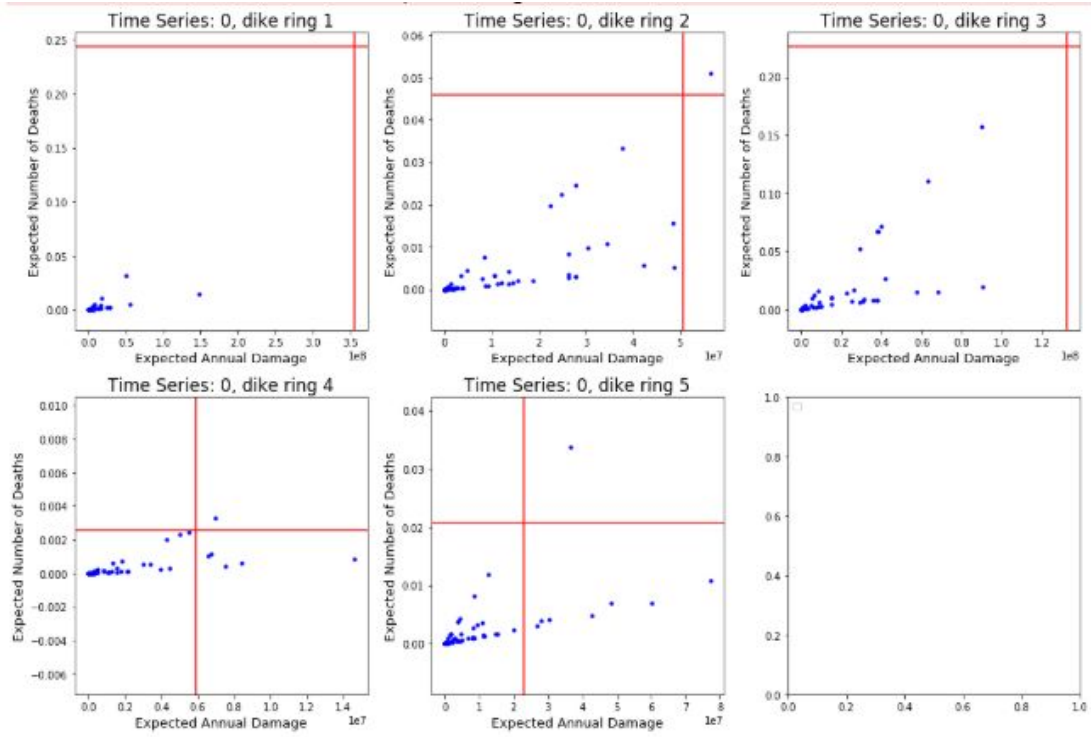 Time Series: 0, dike ring 1
Expected Number of Deaths
0.25
0.20
0.15
0.10
0.05
0.00
0.0 0.5 1.0 1.5 2.0 2.5 3.0 3.5
1e8
Expected Annual Damage
Time Series: 0, dike ring 2
Expected Number of Deaths
0.06
0.05
0.04
0.03
0.02
0.01
0.00
0 1 2 3 4 5
1e7
Expected Annual Damage
Time Series: 0, dike ring 3
Expected Number of Deaths
0.20
0.15
0.10
0.05
0.00
0.0 0.2 0.4 0.6 0.8 1.0 1.2
1e8
Expected Annual Damage
Time Series: 0, dike ring 4
Expected Number of Deaths
0.010
0.008
0.006
0.004
0.002
0.000
−0.002
−0.004
−0.006
0.0 0.2 0.4 0.6 0.8 1.0 1.2 1.4
1e7
Expected Annual Damage
Time Series: 0, dike ring 5
Expected Number of Deaths
0.04
0.03
0.02
0.01
0.00
0 1 2 3 4 5 6 7 8
1e7
Expected Annual Damage
1.0
0.8
0.6
0.4
0.2
0.0
0.0 0.2 0.4 0.6 0.8 1.0